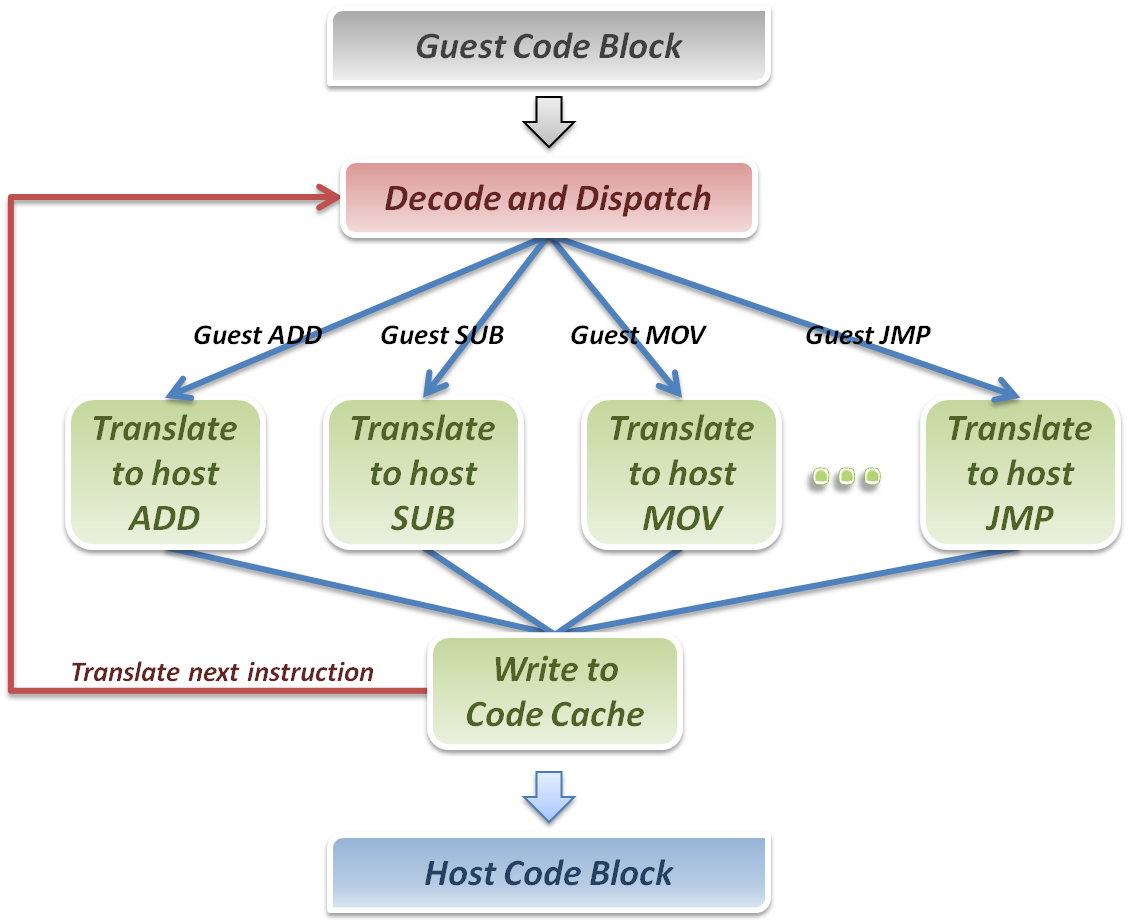 Guest Code Block
Decode and Dispatch
Guest ADD
Guest SUB
Guest MOV
Guest JMP
Translate
to host
ADD
Translate
to host
SUB
Translate
to host
MOV
Translate
to host
JMP
Translate next instruction
Write to
Code Cache
Host Code Block